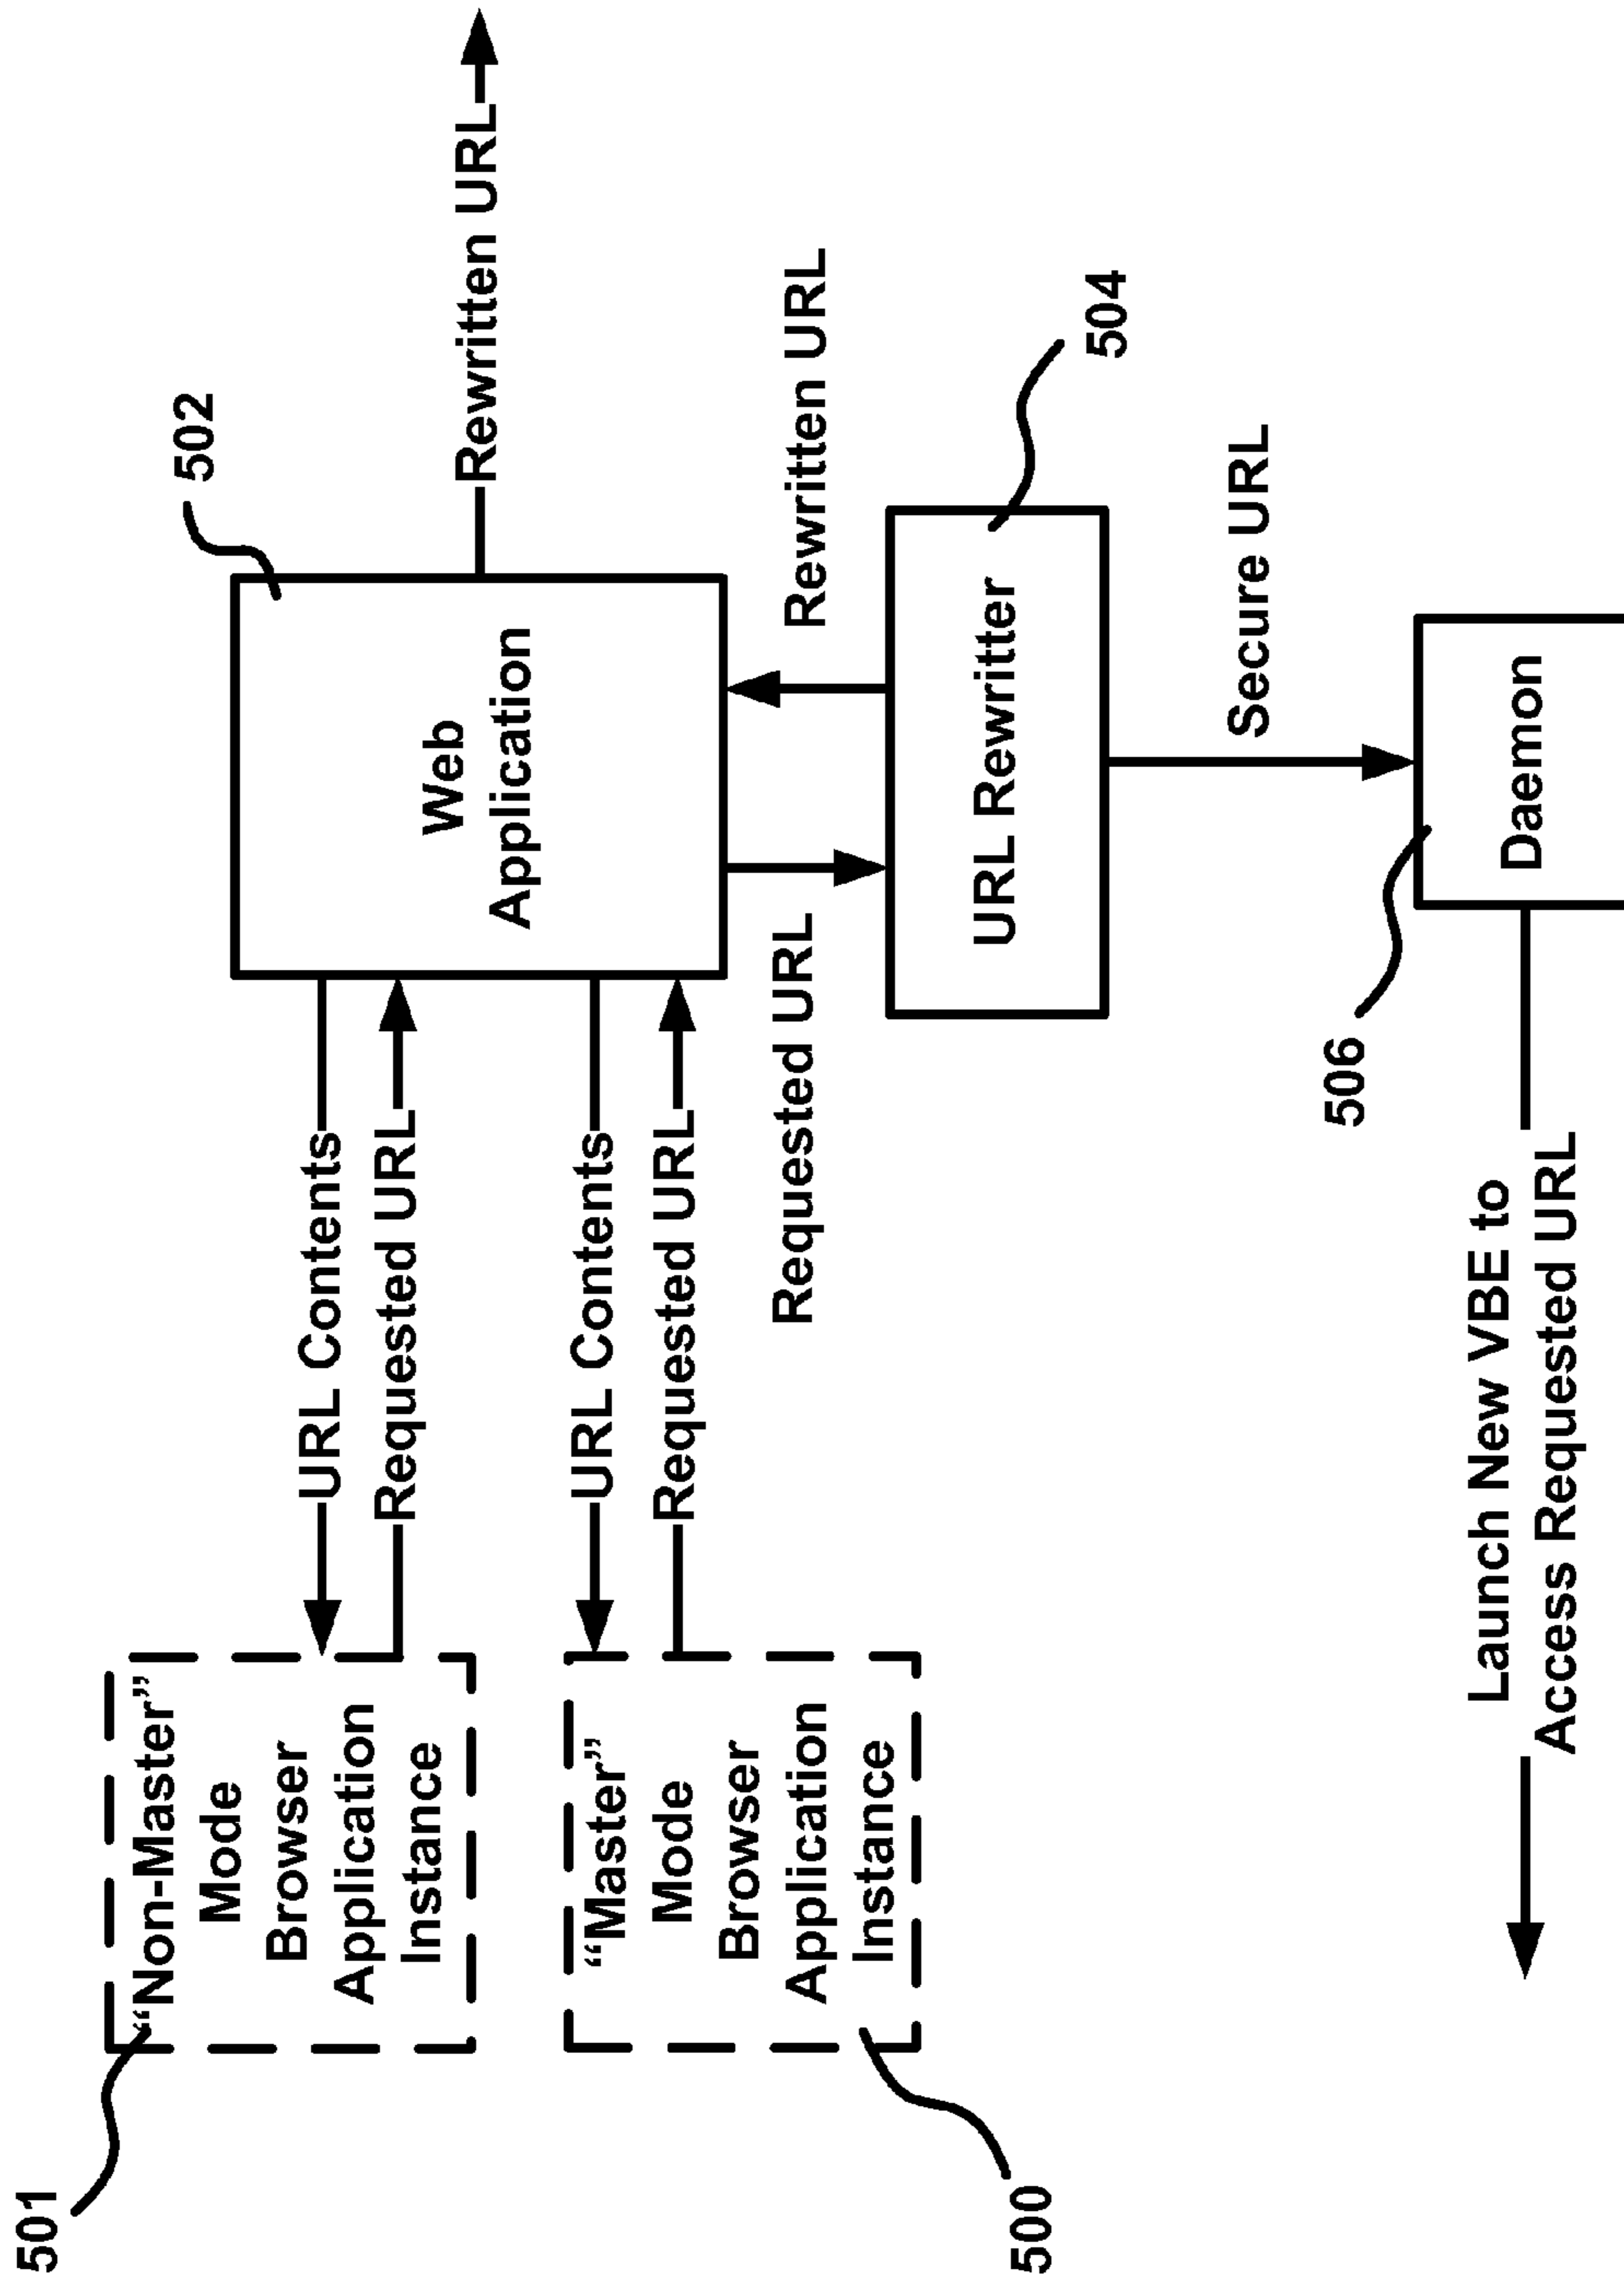 501
“Non-Master”
Mode
Browser
Application
Instance
URL Contents
Requested URL
502
Web
Application
Rewritten URL
500
“Master”
Mode
Browser
Application
Instance
URL Contents
Requested URL
Requested URL
Rewritten URL
URL Rewritter
504
Secure URL
506
Daemon
Launch New VBE to
Access Requested URL